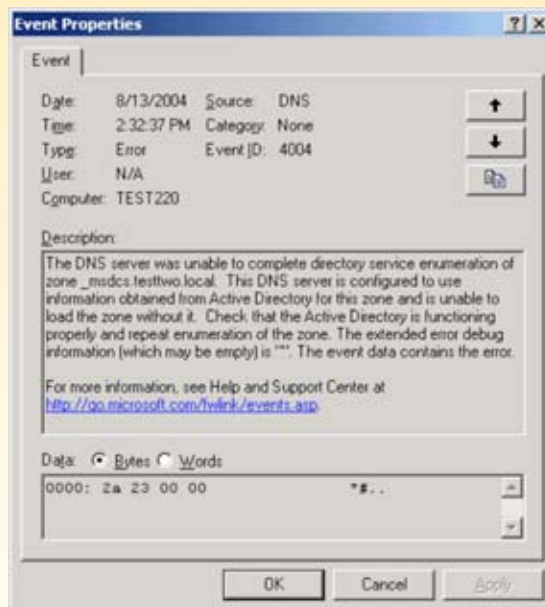 Event Properties
Event
Date: 8/13/2004 Source: DNS
Time: 2:32:37 PM Category: None
Type: Error Event ID: 4004
User: N/A
Computer: TEST220
Description:
The DNS server was unable to complete directory service enumeration of
zone _msdcs.testtwo.local. This DNS server is configured to use
information obtained from Active Directory for this zone and is unable to
load the zone without it. Check that the Active Directory is functioning
properly and repeat enumeration of the zone. The extended error debug
information (which may be empty) is "". The event data contains the error.
For more information, see Help and Support Center at
http://go.microsoft.com/fwlink/events.asp.
Data: Bytes Words
0000: 2a 23 00 00 *#..
OK Cancel Apply